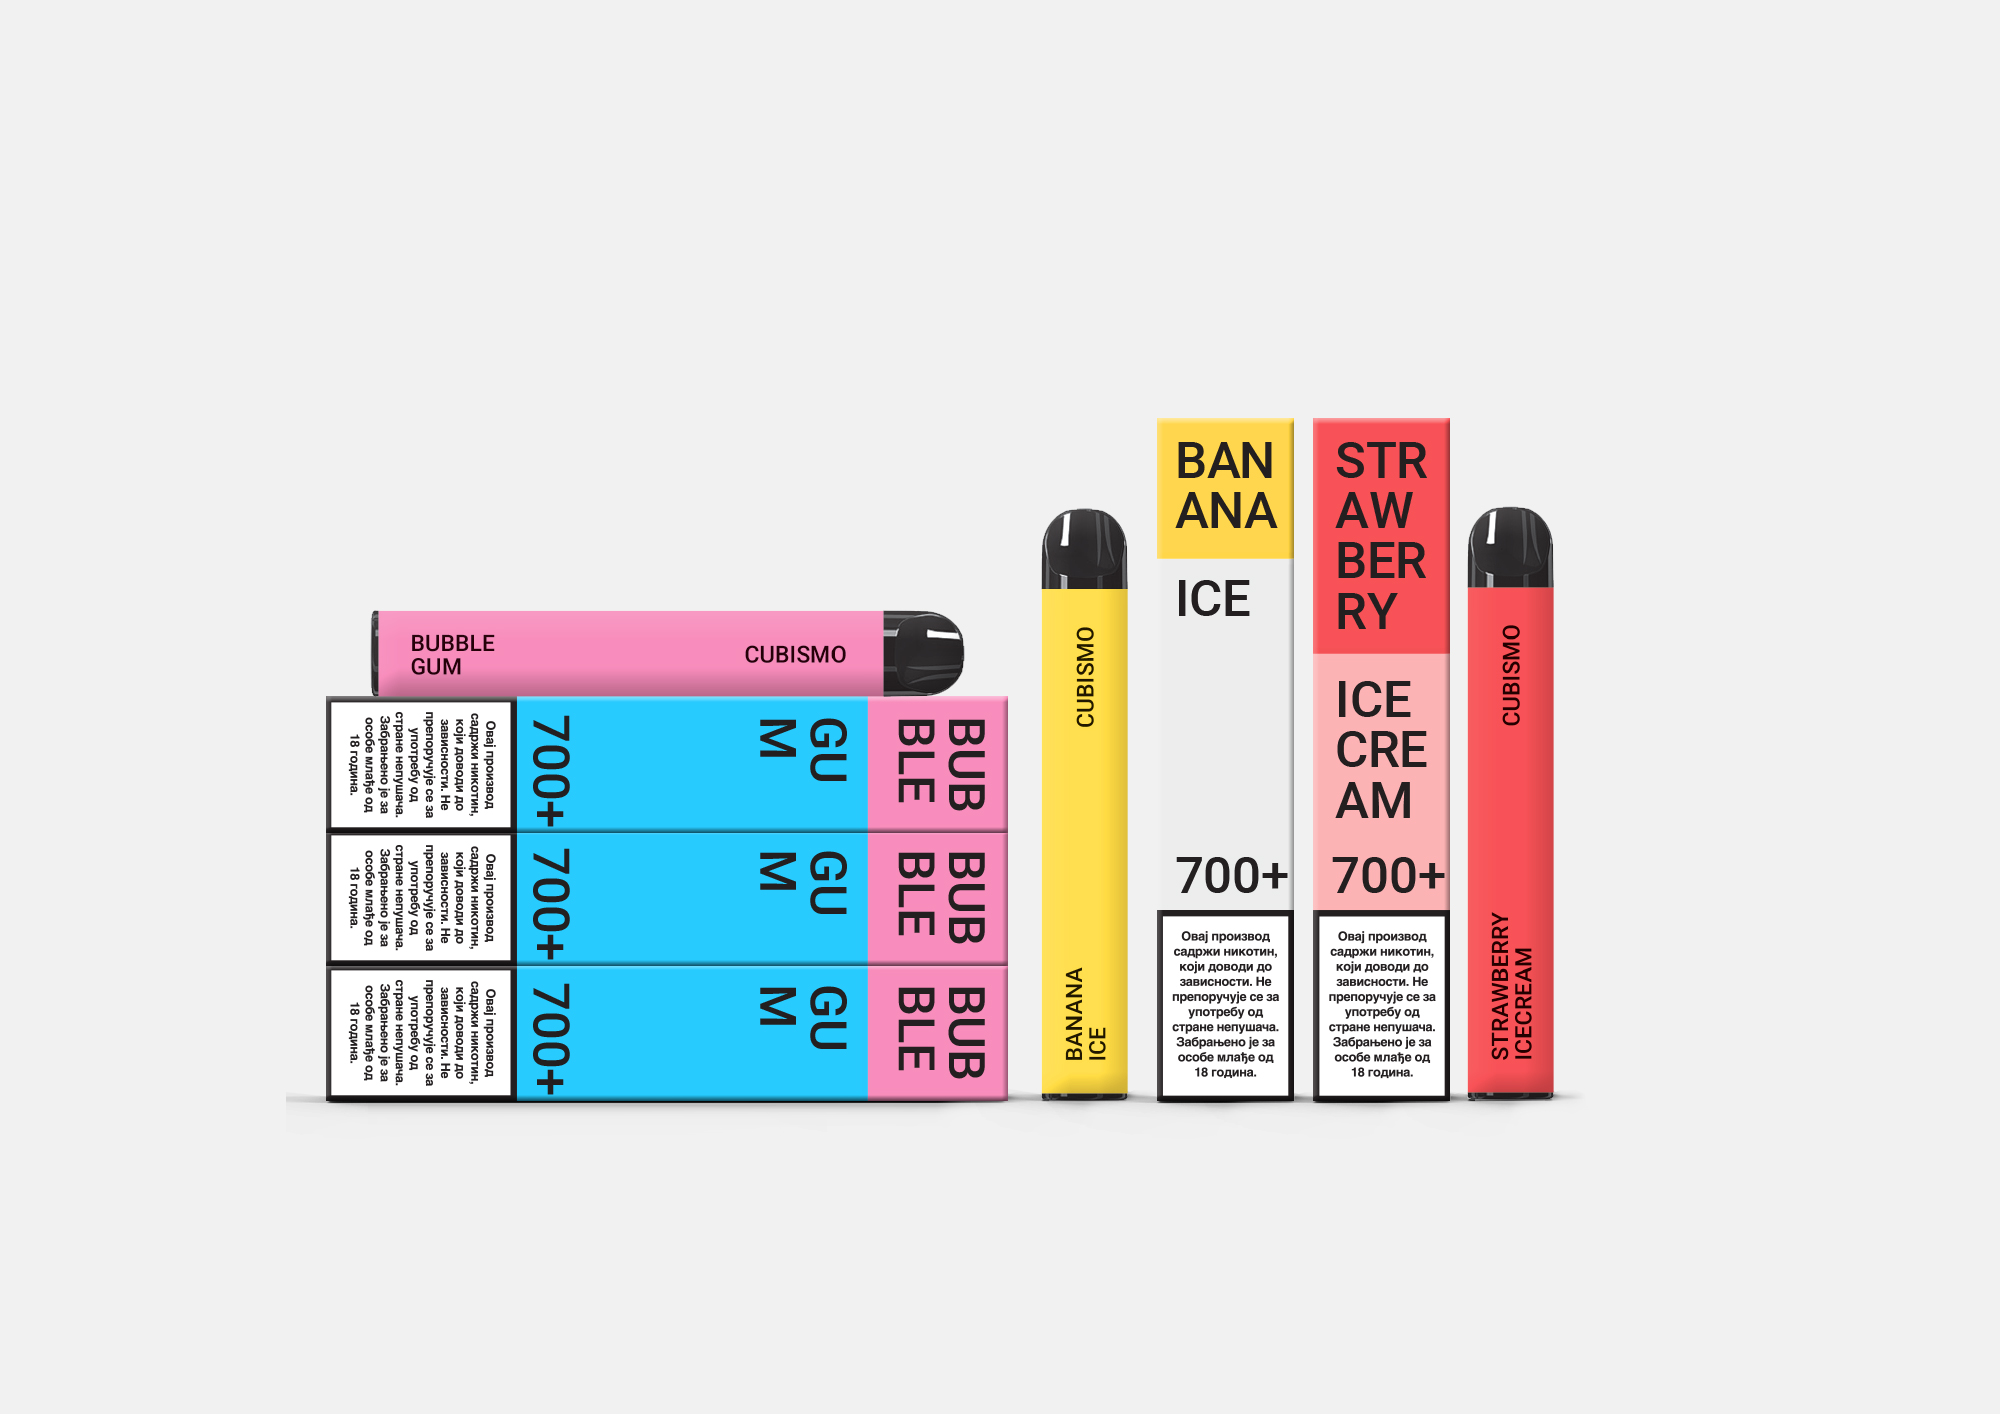 BUBBLE
GUM
CUBISMO
BUB
BLE
GU
M
700+
Овај производ
садржи никотин,
који доводи до
зависности. Не
препоручује се за
употребу од
стране непушача.
Забрањено је за
особе млађе од
18 година.
BUB
BLE
GU
M
700+
Овај производ
садржи никотин,
који доводи до
зависности. Не
препоручује се за
употребу од
стране непушача.
Забрањено је за
особе млађе од
18 година.
BUB
BLE
GU
M
700+
Овај производ
садржи никотин,
који доводи до
зависности. Не
препоручује се за
употребу од
стране непушача.
Забрањено је за
особе млађе од
18 година.
CUBISMO
BANANA
ICE
BAN
ANA
ICE
700+
Овај производ
садржи никотин,
који доводи до
зависности. Не
препоручује се за
употребу од
стране непушача.
Забрањено је за
особе млађе од
18 година.
STR
AW
BER
RY
ICE
CRE
AM
700+
Овај производ
садржи никотин,
који доводи до
зависности. Не
препоручује се за
употребу од
стране непушача.
Забрањено је за
особе млађе од
18 година.
CUBISMO
STRAWBERRY
ICECREAM